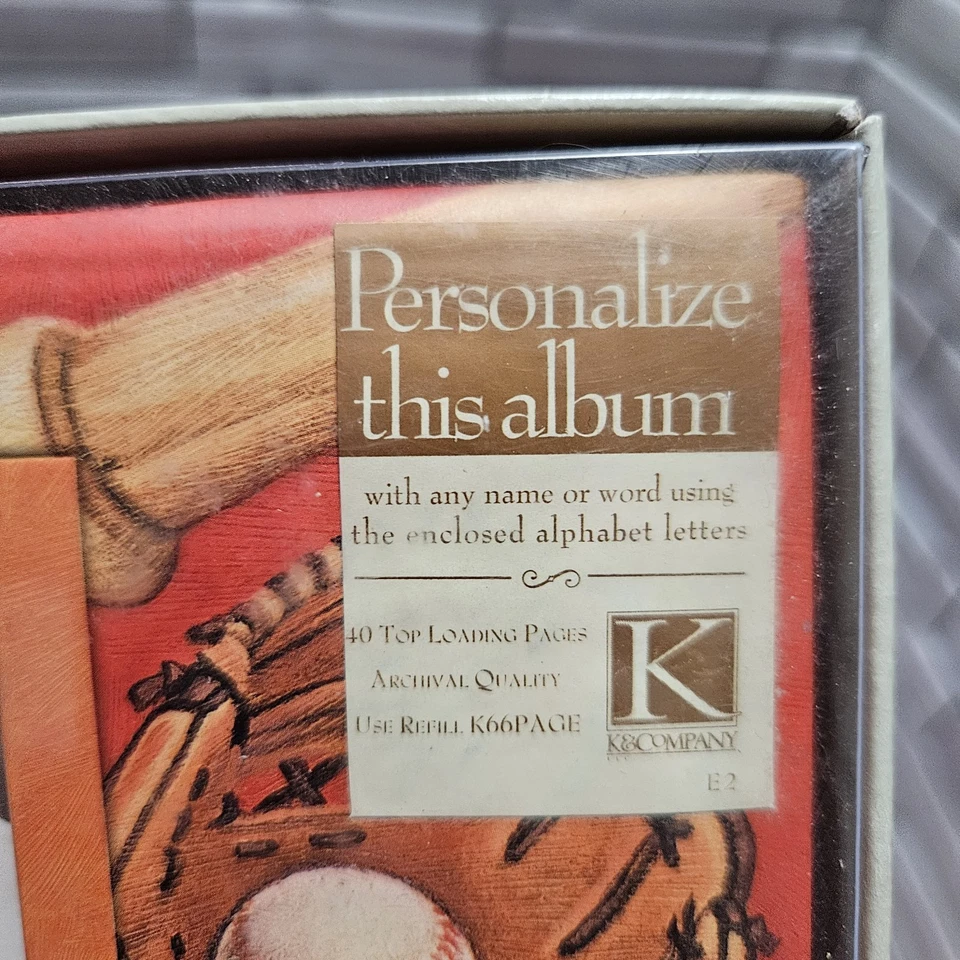 Personalize
this album
with any name or word using
the enclosed alphabet letters
40 Top Loading Pages
Archival Quality
Use Refill K66PAGE
K
K&COMPANY
LLC
E2